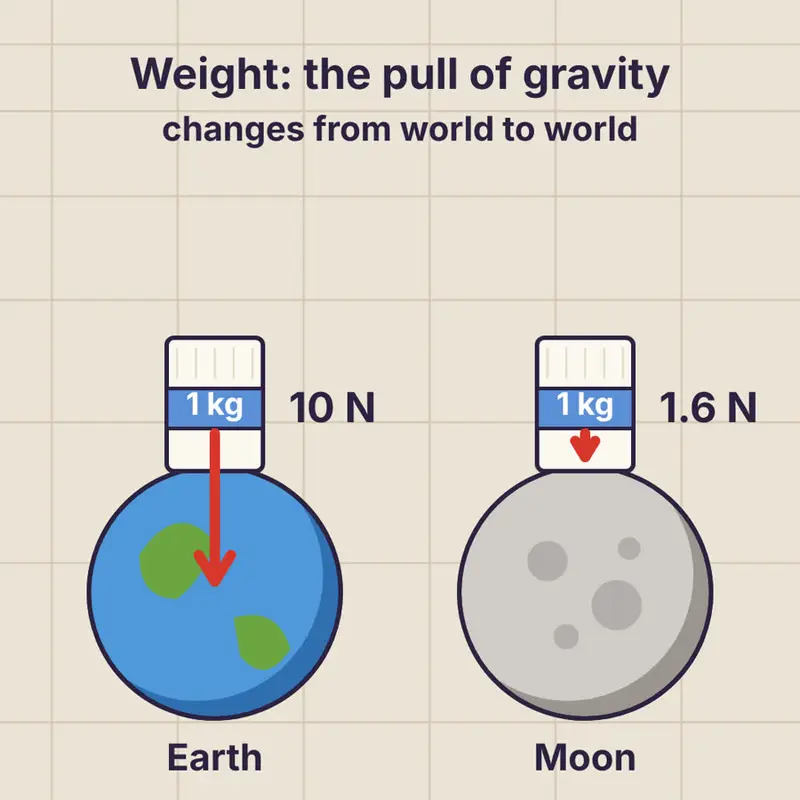 Weight: the pull of gravity
changes from world to world
1 kg
10 N
1 kg
1.6 N
Earth
Moon